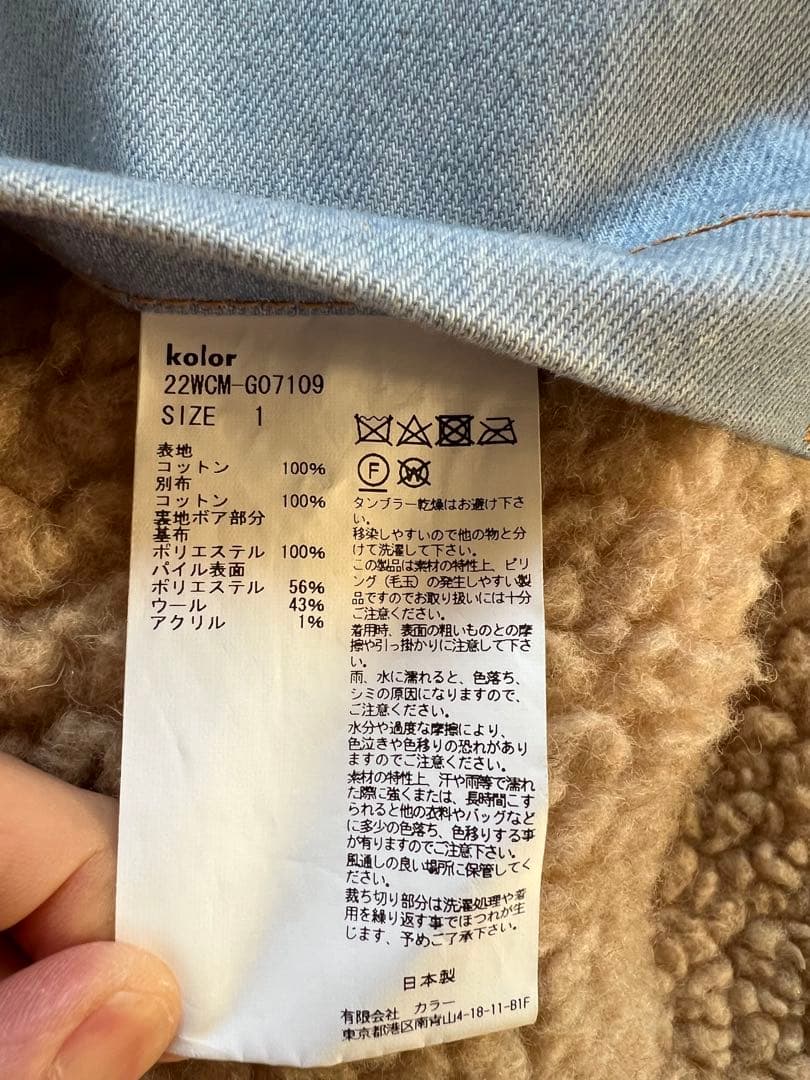 kolor
22WCM-G07109
SIZE 1
表地
コットン 100%
別布
コットン 100%
裏地ボア部分
基布
ポリエステル 100%
パイル表面
ポリエステル 56%
ウール 43%
アクリル 1%
F
W
タンブラー乾燥はお避け下さ
い。
移染しやすいので他の物と分
けて洗濯して下さい。
この製品は素材の特性上、ピリ
ング(毛玉)の発生しやすい製
品ですのでお取り扱いには十分
ご注意ください。
着用時、表面の粗いものとの摩
擦や引っ掛かりに注意して下さ
い。
雨、水に濡れると、色落ち、
シミの原因になりますので、
ご注意ください。
水分や過度な摩擦により、
色泣きや色移りの恐れがあり
ますのでご注意ください。
素材の特性上、汗や雨等で濡れ
た際に強くまたは、長時間こす
られると他の衣料やバッグなど
に多少の色落ち、色移りする事
が有りますのでご注意下さい。
風通しの良い場所に保管してく
ださい。
裁ち切り部分は洗濯処理や着
用を繰り返す事でほつれが生
じます、予めご了承下さい。
日本製
有限会社 カラー
東京都港区南青山4-18-11-B1F